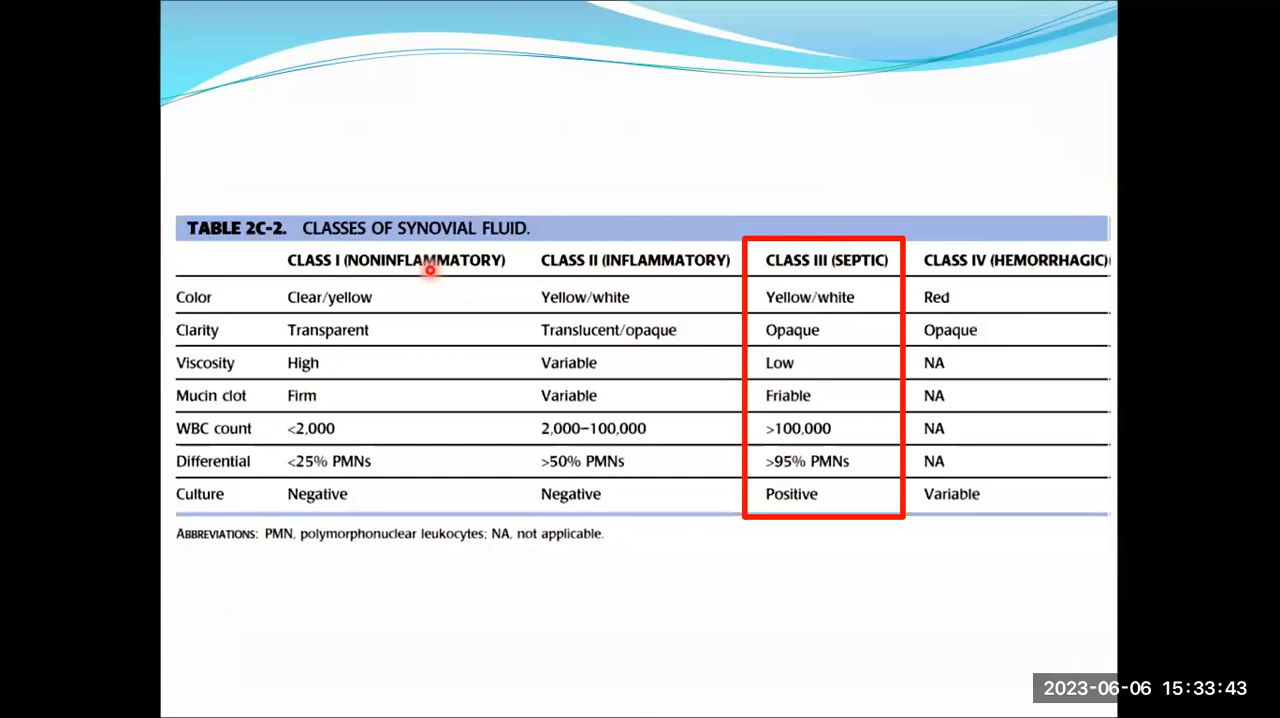 TABLE 2C-2. CLASSES OF SYNOVIAL FLUID.
CLASS I (NONINFLAMMATORY) CLASS II (INFLAMMATORY) CLASS III (SEPTIC) CLASS IV (HEMORRHAGIC)
Color Clear/yellow Yellow/white Yellow/white Red
Clarity Transparent Translucent/opaque Opaque Opaque
Viscosity High Variable Low NA
Mucin clot Firm Variable Friable NA
WBC count <2,000 2,000–100,000 >100,000 NA
Differential <25% PMNs >50% PMNs >95% PMNs NA
Culture Negative Negative Positive Variable
ABBREVIATIONS: PMN, polymorphonuclear leukocytes; NA, not applicable.
2023-06-06 15:33:43